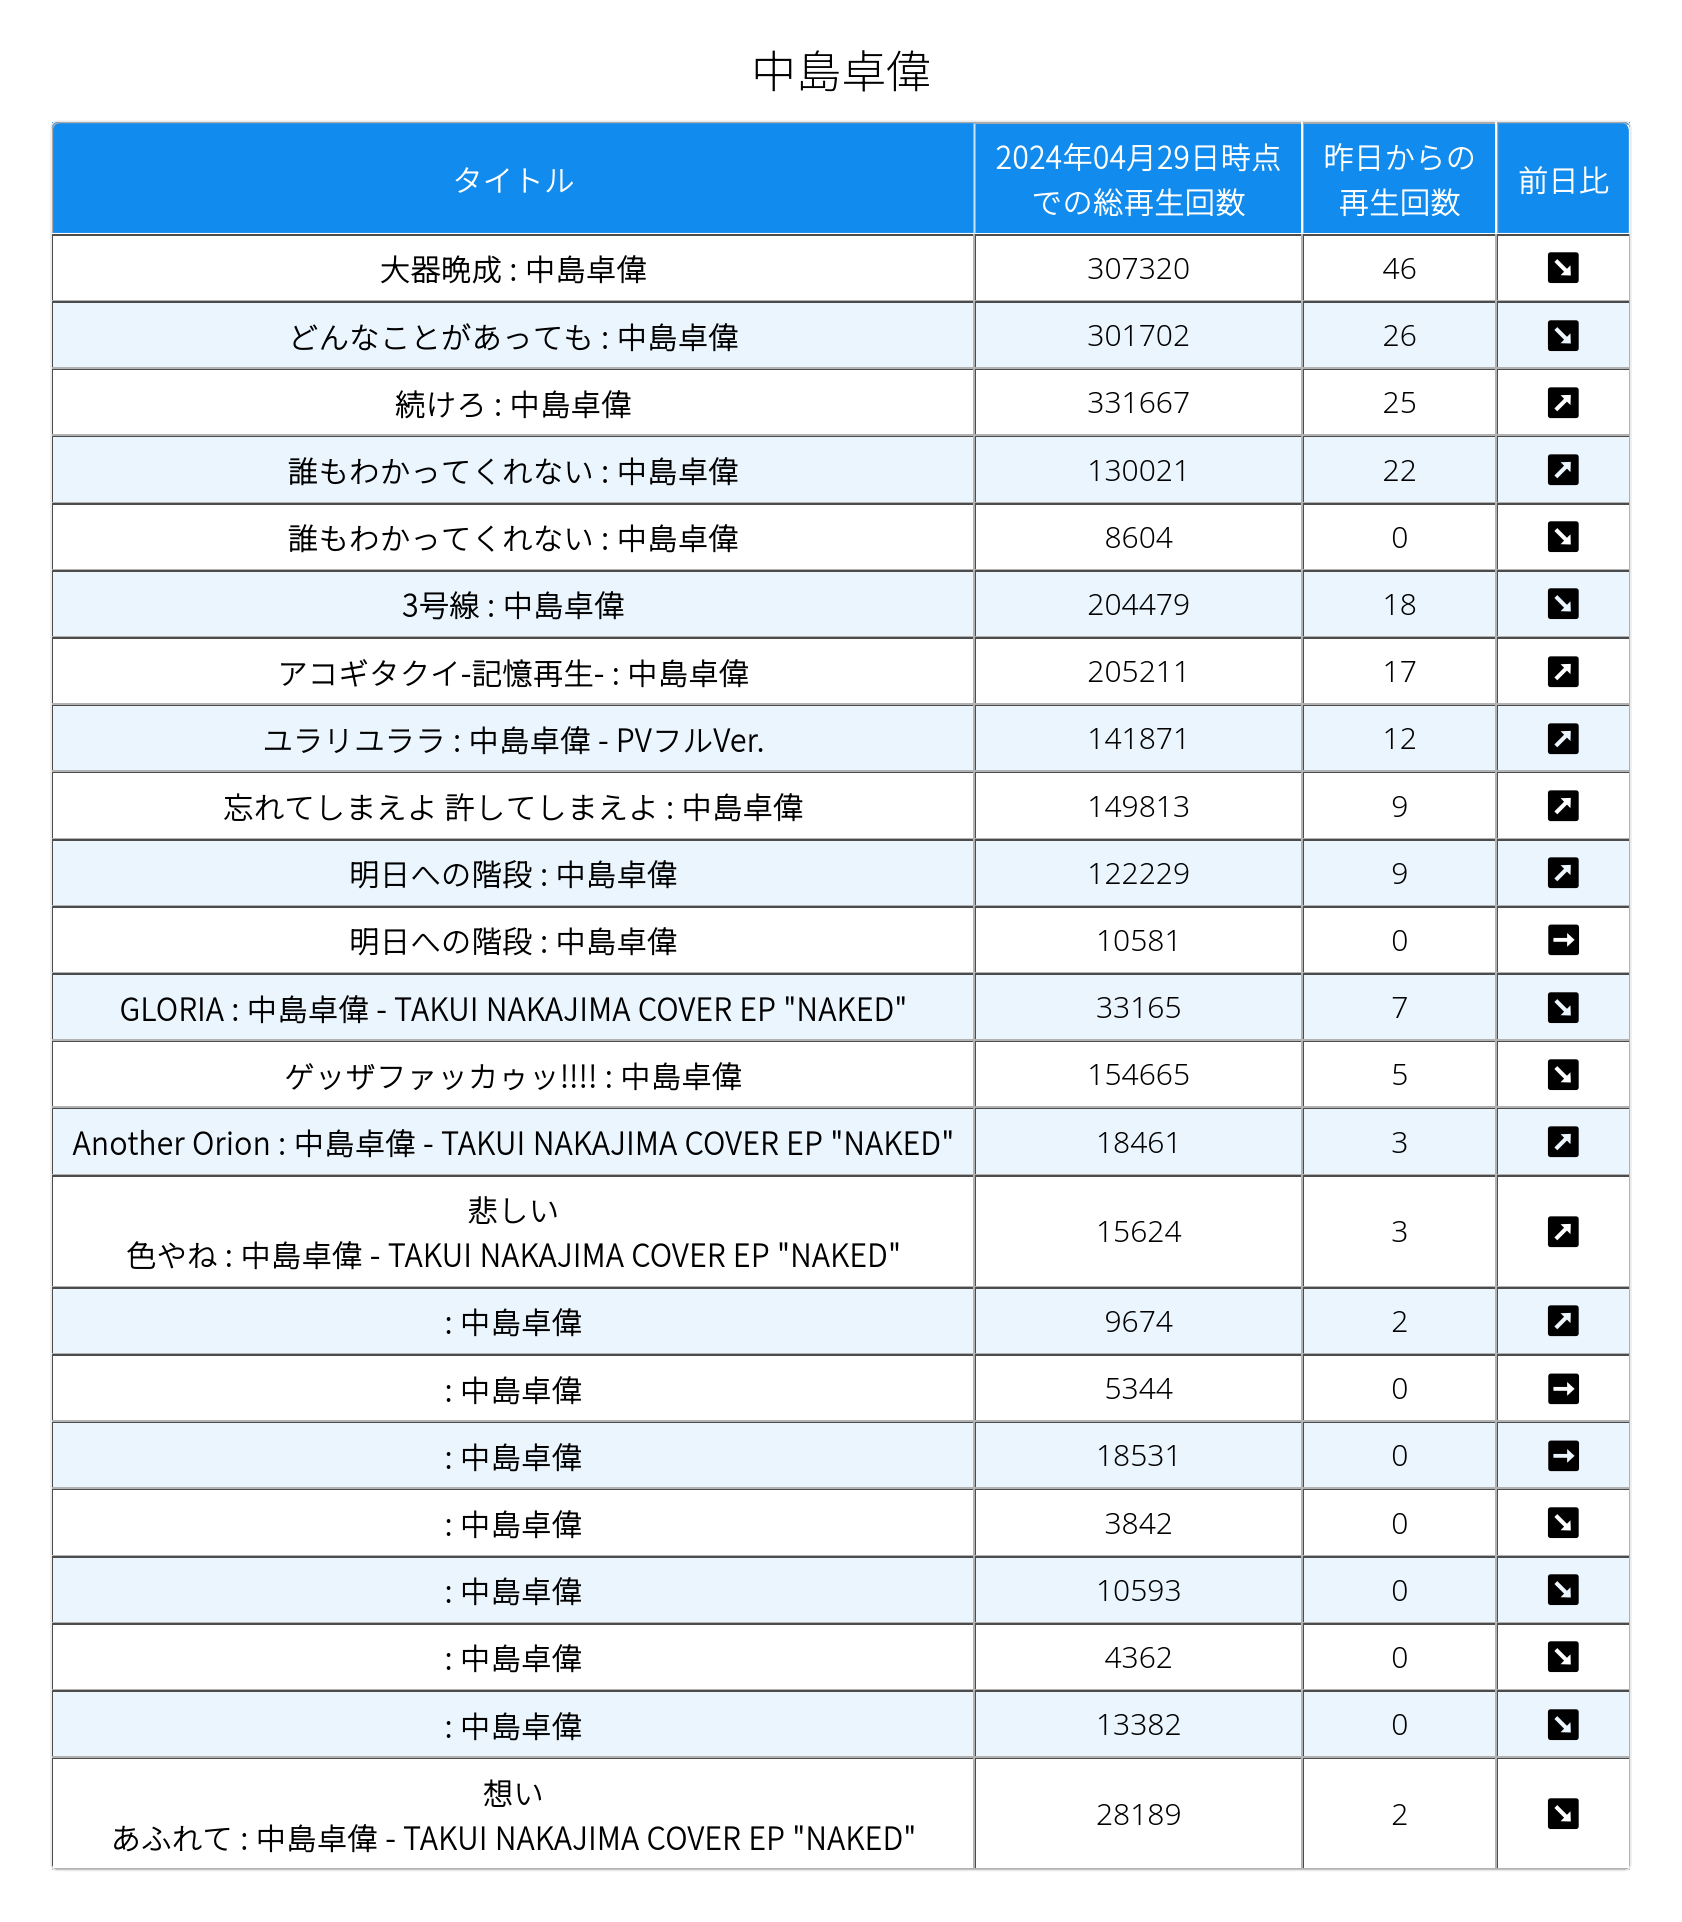 中島卓偉
タイトル
2024年04月29日時点
での総再生回数
昨日からの
再生回数
前日比
大器晩成 : 中島卓偉 307320 46
どんなことがあっても : 中島卓偉 301702 26
続けろ : 中島卓偉 331667 25
誰もわかってくれない : 中島卓偉 130021 22
誰もわかってくれない : 中島卓偉 8604 0
3号線 : 中島卓偉 204479 18
アコギタクイ-記憶再生- : 中島卓偉 205211 17
ユラリユララ : 中島卓偉 - PVフルVer. 141871 12
忘れてしまえよ 許してしまえよ : 中島卓偉 149813 9
明日への階段 : 中島卓偉 122229 9
明日への階段 : 中島卓偉 10581 0
GLORIA : 中島卓偉 - TAKUI NAKAJIMA COVER EP "NAKED" 33165 7
ゲッザファッカゥッ!!!! : 中島卓偉 154665 5
Another Orion : 中島卓偉 - TAKUI NAKAJIMA COVER EP "NAKED" 18461 3
悲しい
色やね : 中島卓偉 - TAKUI NAKAJIMA COVER EP "NAKED" 15624 3
: 中島卓偉 9674 2
: 中島卓偉 5344 0
: 中島卓偉 18531 0
: 中島卓偉 3842 0
: 中島卓偉 10593 0
: 中島卓偉 4362 0
: 中島卓偉 13382 0
想い
あふれて : 中島卓偉 - TAKUI NAKAJIMA COVER EP "NAKED" 28189 2